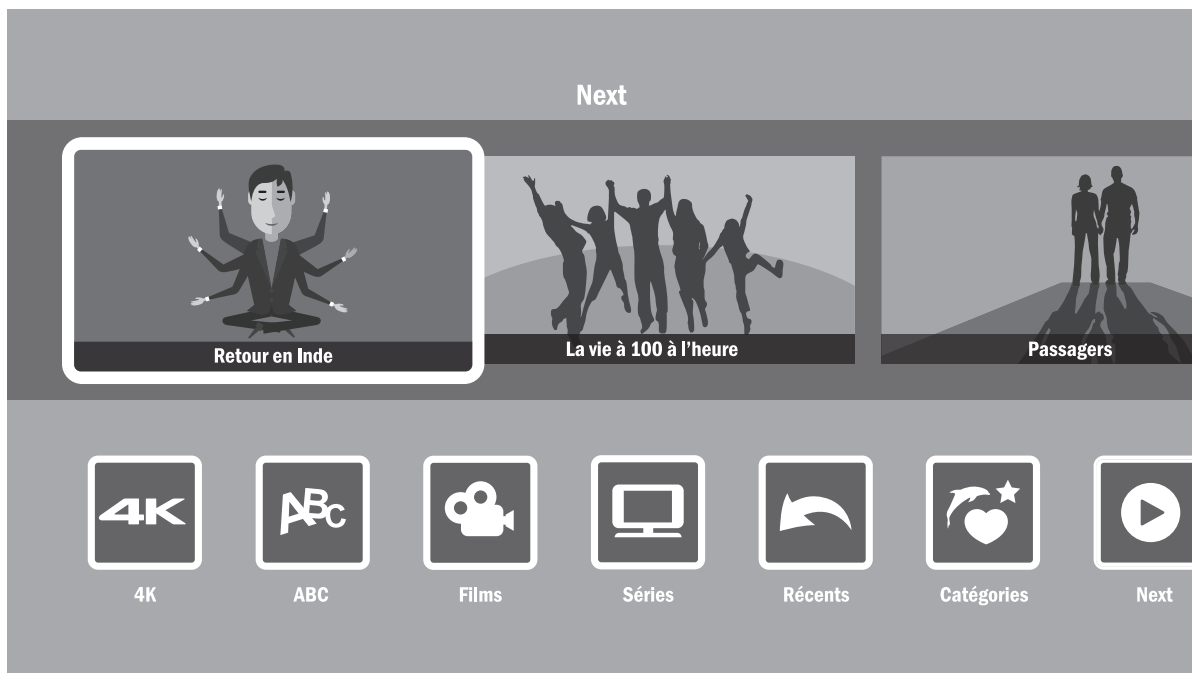 Next
Retour en Inde
La vie à 100 à l'heure
Passagers
4K
ABC
4K
ABC
Films
Séries
Récents
Catégories
Next